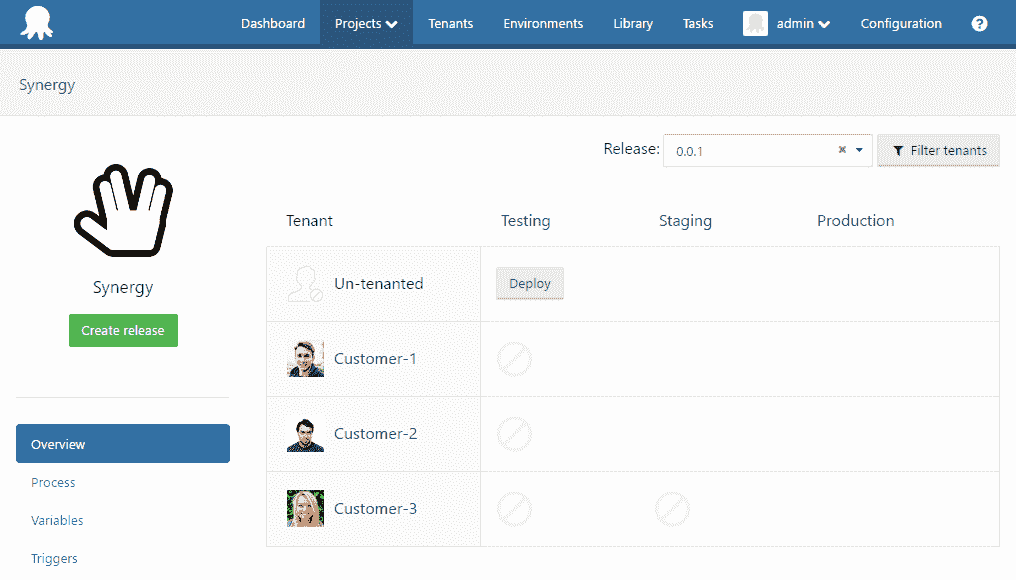 Dashboard Projects Tenants Environments Library Tasks admin Configuration ?
Synergy
Release: 0.0.1 × Filter tenants
Tenant Testing Staging Production
Un-tenanted Deploy
Synergy
Create release
Customer-1
Customer-2
Overview
Process
Customer-3
Variables
Triggers